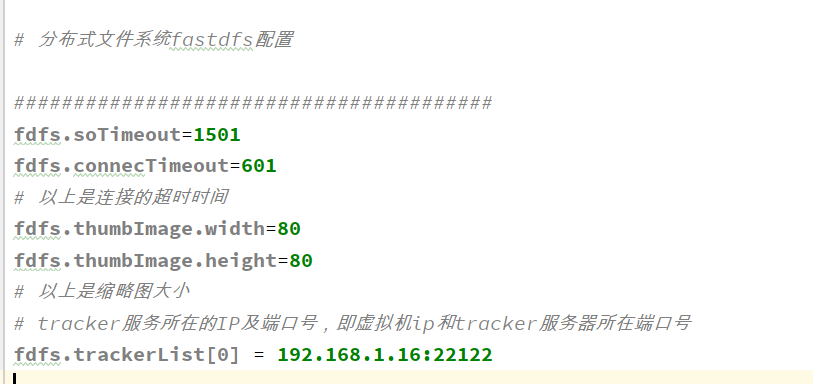 # 分布式文件系统fastdfs配置
########################################
fdfs.soTimeout=1501
fdfs.connecTimeout=601
# 以上是连接的超时时间
fdfs.thumbImage.width=80
fdfs.thumbImage.height=80
# 以上是缩略图大小
# tracker服务所在的IP及端口号，即虚拟机ip和tracker服务器所在端口号
fdfs.trackerList[0] = 192.168.1.16:22122